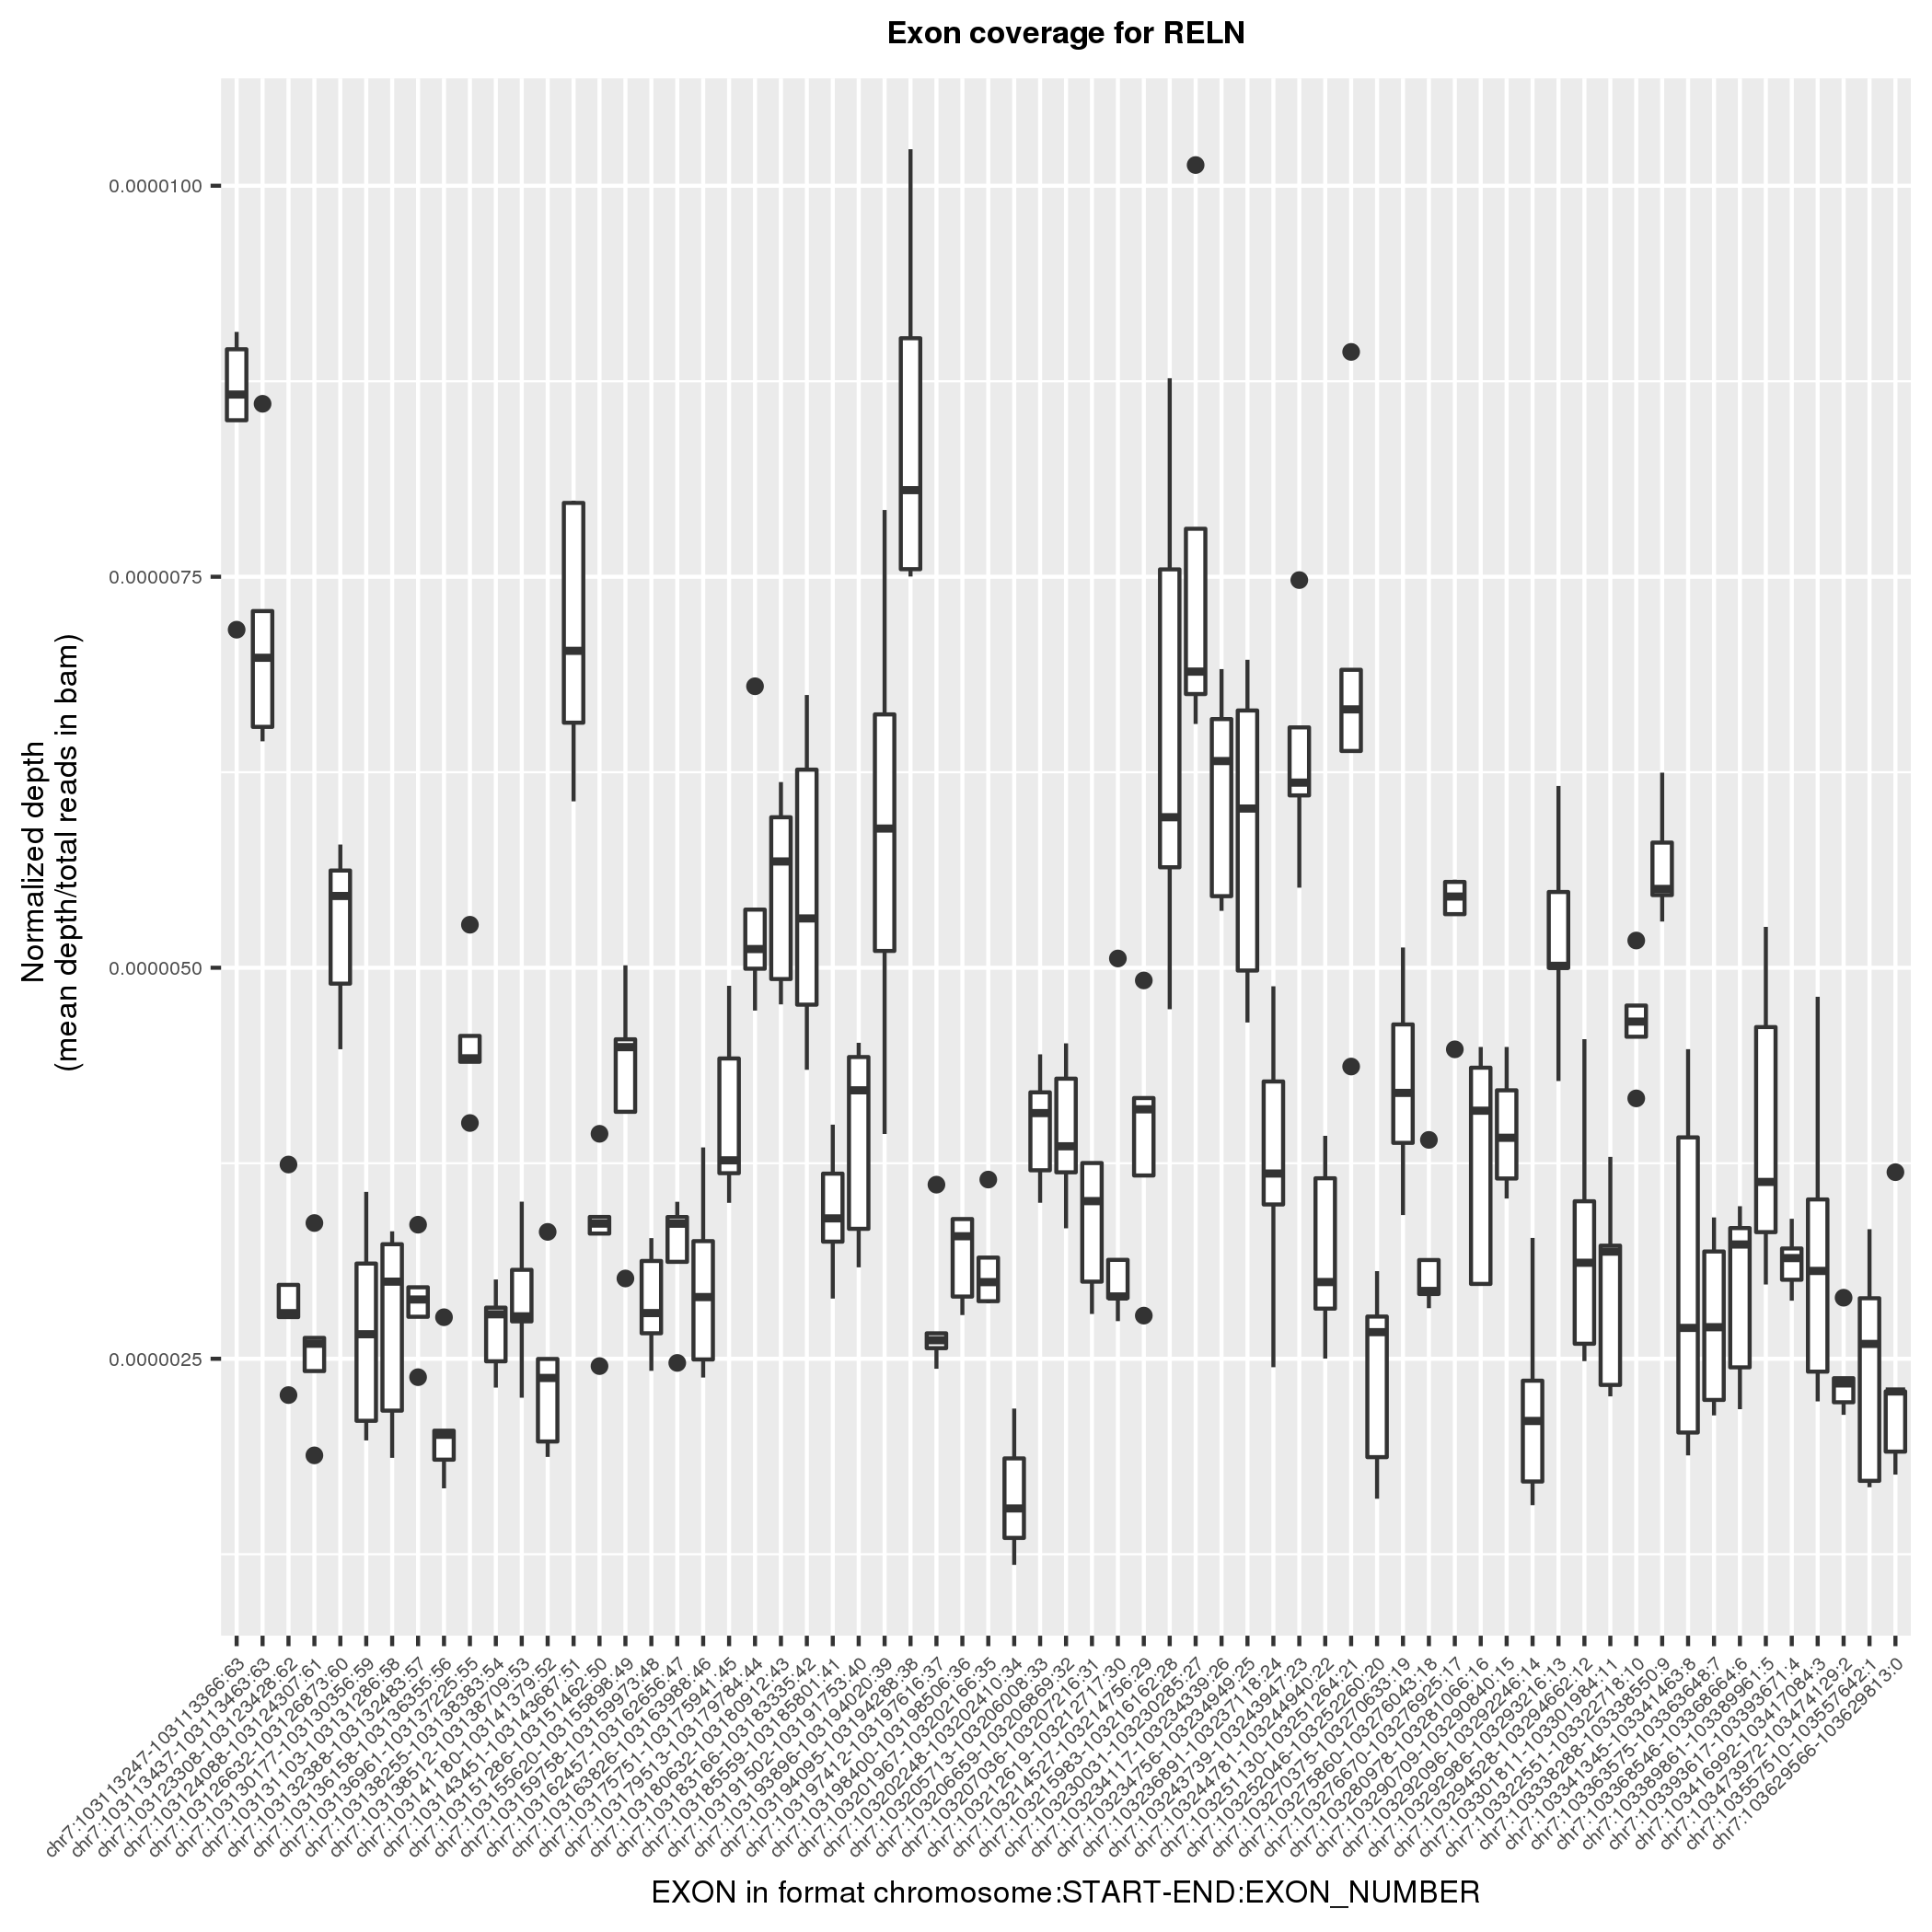 Exon coverage for RELN
0.0000100
0.0000075
0.0000050
0.0000025
Normalized depth
(mean depth/total reads in bam)
chr7:103113247-103113366:63
chr7:103113437-103113463:63
chr7:103123308-103123428:62
chr7:103124088-103124307:61
chr7:103126632-103126873:60
chr7:103130177-103130356:59
chr7:103131103-103131286:58
chr7:103132388-103132483:57
chr7:103136158-103136355:56
chr7:103136961-103137225:55
chr7:103138255-103138383:54
chr7:103138512-103138709:53
chr7:103141180-103141379:52
chr7:103143451-103143687:51
chr7:103151286-103151462:50
chr7:103155620-103155898:49
chr7:103159758-103159973:48
chr7:103162457-103162656:47
chr7:103163826-103163988:46
chr7:103175751-103175941:45
chr7:103179513-103179784:44
chr7:103180632-103180912:43
chr7:103183166-103183335:42
chr7:103185559-103185801:41
chr7:103191502-103191753:40
chr7:103193896-103194020:39
chr7:103194095-103194288:38
chr7:103197412-103197616:37
chr7:103198400-103198506:36
chr7:103201967-103202166:35
chr7:103202248-103202410:34
chr7:103205713-103206008:33
chr7:103206659-103206869:32
chr7:103207036-103207216:31
chr7:103212619-103212717:30
chr7:103214527-103214756:29
chr7:103215983-103216162:28
chr7:103230031-103230285:27
chr7:103234117-103234339:26
chr7:103234756-103234949:25
chr7:103236891-103237118:24
chr7:103243739-103243947:23
chr7:103244781-103244940:22
chr7:103251130-103251264:21
chr7:103252046-103252260:20
chr7:103270375-103270633:19
chr7:103275860-103276043:18
chr7:103276670-103276925:17
chr7:103280978-103281066:16
chr7:103290709-103290840:15
chr7:103292096-103292246:14
chr7:103292986-103293216:13
chr7:103294528-103294662:12
chr7:103301811-103301984:11
chr7:103322551-103322718:10
chr7:103338288-103338550:9
chr7:103341345-103341463:8
chr7:103363575-103363648:7
chr7:103368546-103368664:6
chr7:103389861-103389961:5
chr7:103393617-103393671:4
chr7:103416992-103417084:3
chr7:103473972-103474129:2
chr7:103557510-103557642:1
chr7:103629566-103629813:0
EXON in format chromosome:START-END:EXON_NUMBER